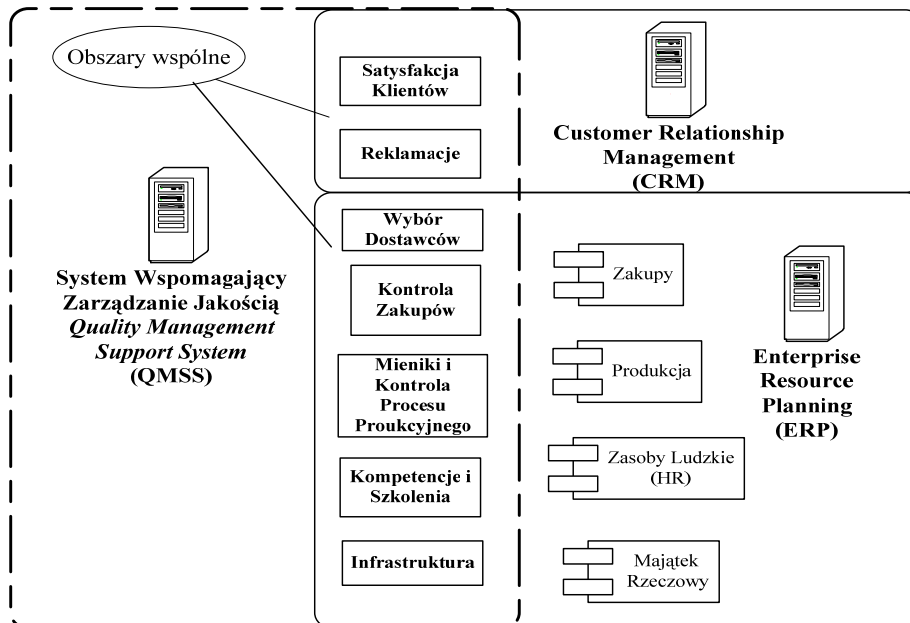 Obszary wspólne
Satysfakcja
Klientów
Reklamacje
Customer Relationship
Management
(CRM)
System Wspomagający
Zarządzanie Jakością
Quality Management
Support System
(QMSS)
Wybór
Dostawców
Kontrola
Zakupów
Mieniki i
Kontrola
Procesu
Proukcyjnego
Kompetencje i
Szkolenia
Infrastruktura
Zakupy
Produkcja
Zasoby Ludzkie
(HR)
Majątek
Rzeczowy
Enterprise
Resource
Planning
(ERP)